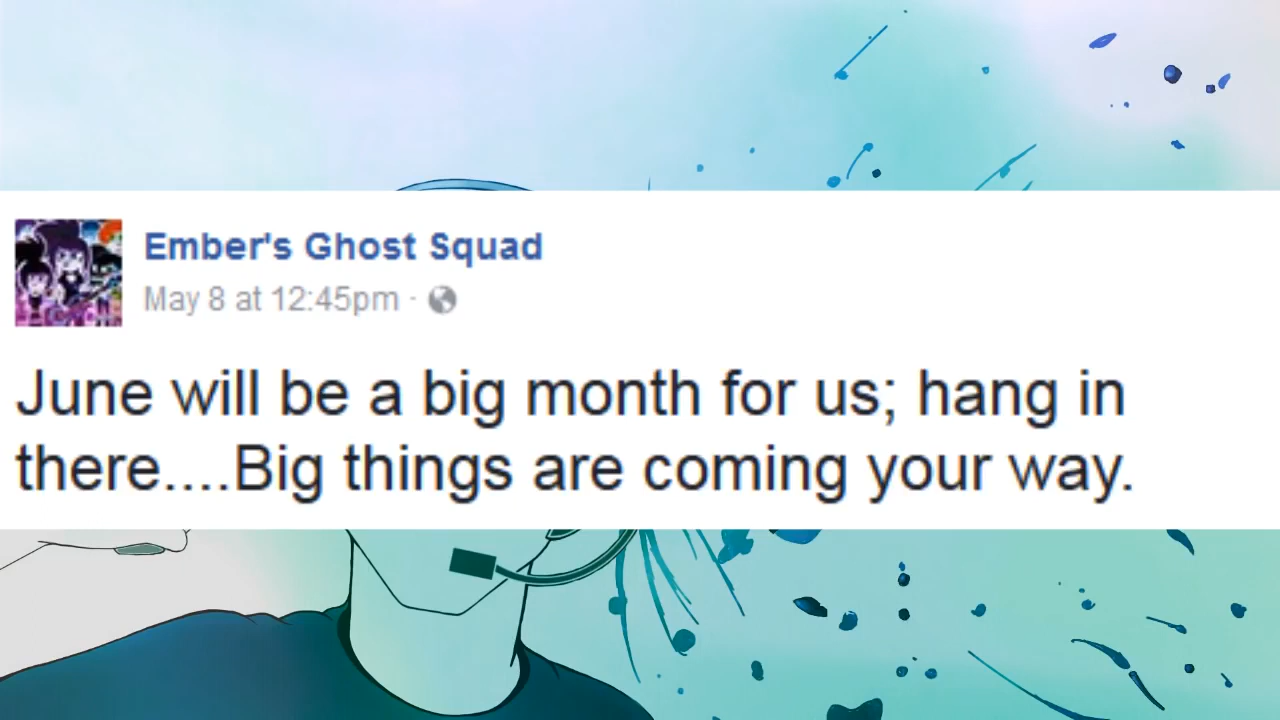 Ember's Ghost Squad
May 8 at 12:45pm ·
June will be a big month for us; hang in
there....Big things are coming your way.